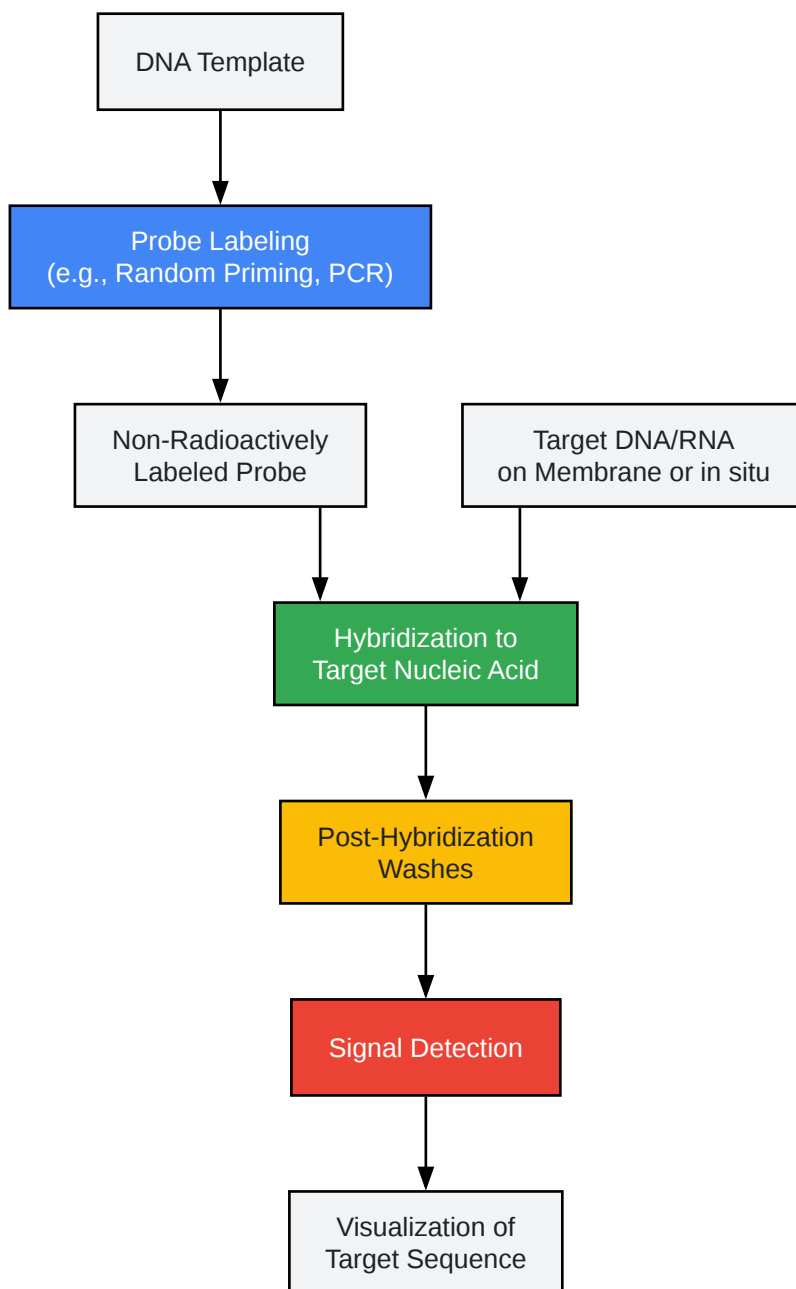 DNA Template
Probe Labeling
(e.g., Random Priming, PCR)
Non-Radioactively
Labeled Probe
Target DNA/RNA
on Membrane or in situ
Hybridization to
Target Nucleic Acid
Post-Hybridization
Washes
Signal Detection
Visualization of
Target Sequence